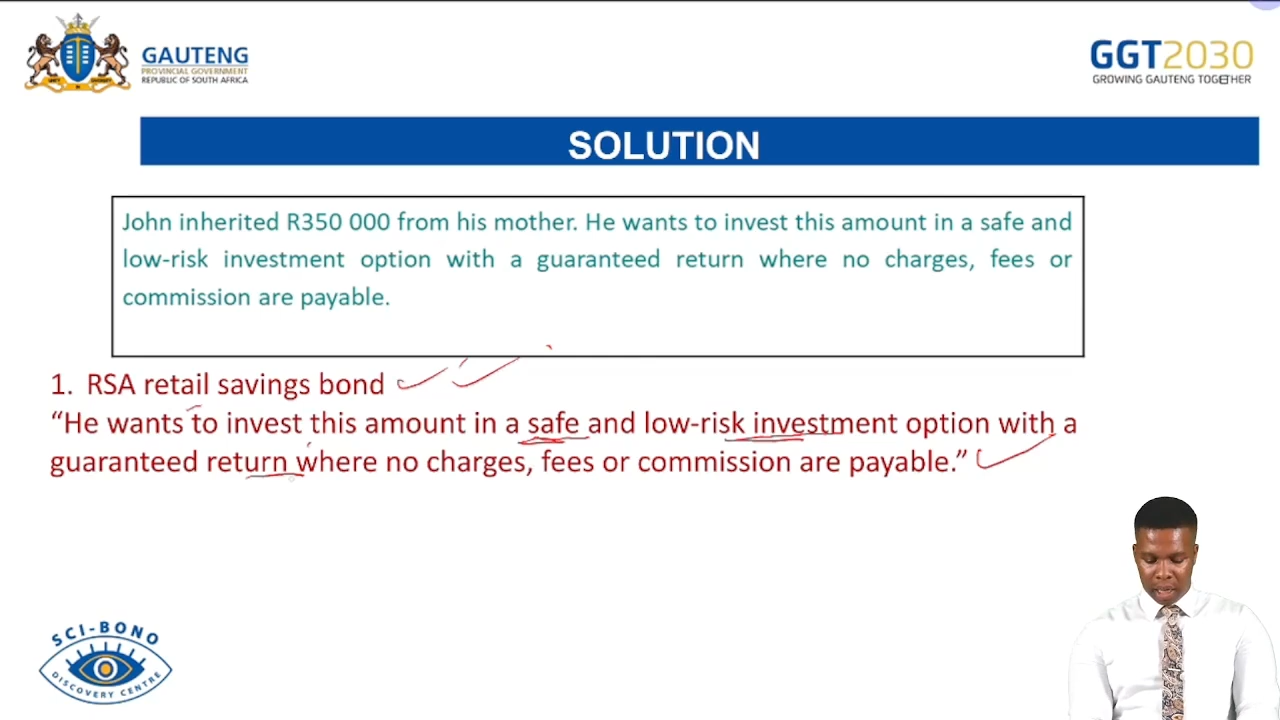 GAUTENG
PROVINCIAL GOVERNMENT
REPUBLIC OF SOUTH AFRICA
GGT2030
GROWING GAUTENG TOGETHER
SOLUTION
John inherited R350 000 from his mother. He wants to invest this amount in a safe and
low-risk investment option with a guaranteed return where no charges, fees or
commission are payable.
1. RSA retail savings bond
“He wants to invest this amount in a safe and low-risk investment option with a
guaranteed return where no charges, fees or commission are payable.”
SCI-BONO
DISCOVERY CENTRE